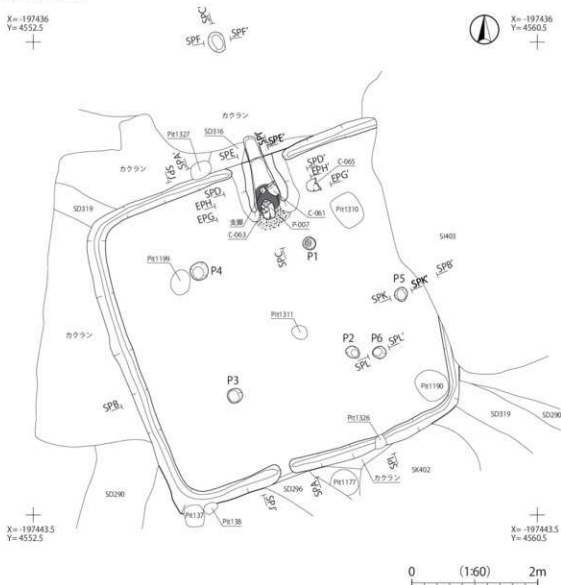 X= -197436
Y= 4552.5
X= -197436
Y= 4560.5
SPC'
SPF
SPF'
カクラン
Pit1327
SD316
SPE
SPE'
SPD'
EPH'
EPG'
C-065
カクラン
SPA'
SPJ
SD319
SPD
EPH
EPG
支脚
C-063
C-061
P-007
Pit1310
SI403
SPC
P1
Pit1199
P4
P5
SPK
SPK'
SPB'
カクラン
Pit1311
P2
P6
SPL
SPL'
P3
Pit1190
SPB
Pit1326
SD319
SD290
SD290
SD296
SPJ'
SPA
カクラン
SK402
Pit1177
Pit137
Pit138
X= -197443.5
Y= 4552.5
X= -197443.5
Y= 4560.5
0
(1:60)
2m